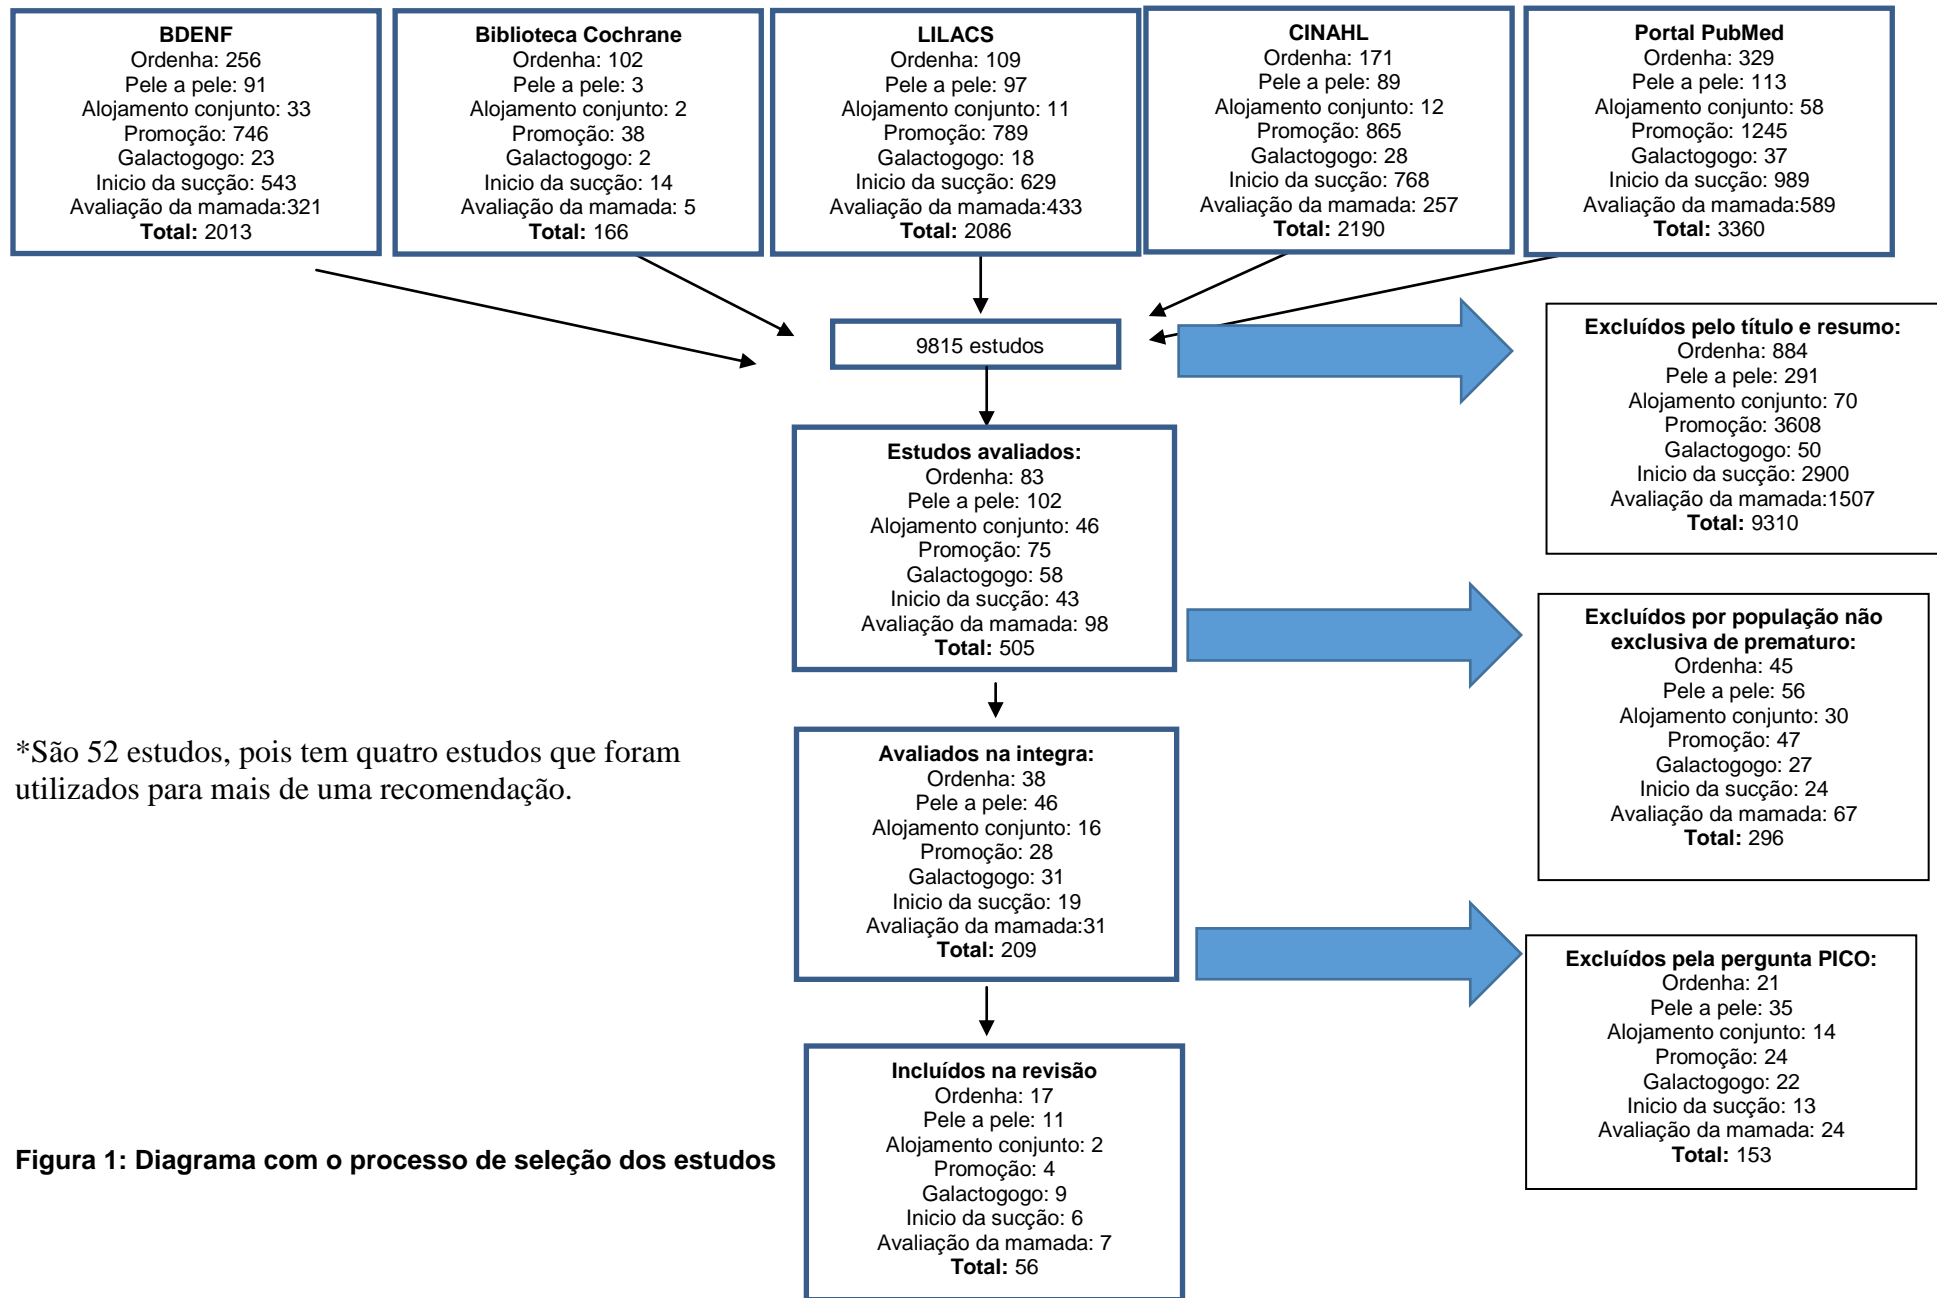 BDENF
Ordenha: 256
Pele a pele: 91
Alojamento conjunto: 33
Promoção: 746
Galactogogo: 23
Inicio da sucção: 543
Avaliação da mamada:321
Total: 2013
Biblioteca Cochrane
Ordenha: 102
Pele a pele: 3
Alojamento conjunto: 2
Promoção: 38
Galactogogo: 2
Inicio da sucção: 14
Avaliação da mamada: 5
Total: 166
LILACS
Ordenha: 109
Pele a pele: 97
Alojamento conjunto: 11
Promoção: 789
Galactogogo: 18
Inicio da sucção: 629
Avaliação da mamada:433
Total: 2086
CINAHL
Ordenha: 171
Pele a pele: 89
Alojamento conjunto: 12
Promoção: 865
Galactogogo: 28
Inicio da sucção: 768
Avaliação da mamada: 257
Total: 2190
Portal PubMed
Ordenha: 329
Pele a pele: 113
Alojamento conjunto: 58
Promoção: 1245
Galactogogo: 37
Inicio da sucção: 989
Avaliação da mamada:589
Total: 3360
9815 estudos
Excluídos pelo título e resumo:
Ordenha: 884
Pele a pele: 291
Alojamento conjunto: 70
Promoção: 3608
Galactogogo: 50
Inicio da sucção: 2900
Avaliação da mamada:1507
Total: 9310
Estudos avaliados:
Ordenha: 83
Pele a pele: 102
Alojamento conjunto: 46
Promoção: 75
Galactogogo: 58
Inicio da sucção: 43
Avaliação da mamada: 98
Total: 505
Excluídos por população não
exclusiva de prematuro:
Ordenha: 45
Pele a pele: 56
Alojamento conjunto: 30
Promoção: 47
Galactogogo: 27
Inicio da sucção: 24
Avaliação da mamada: 67
Total: 296
*São 52 estudos, pois tem quatro estudos que foram
utilizados para mais de uma recomendação.
Avaliados na integra:
Ordenha: 38
Pele a pele: 46
Alojamento conjunto: 16
Promoção: 28
Galactogogo: 31
Inicio da sucção: 19
Avaliação da mamada:31
Total: 209
Excluídos pela pergunta PICO:
Ordenha: 21
Pele a pele: 35
Alojamento conjunto: 14
Promoção: 24
Galactogogo: 22
Inicio da sucção: 13
Avaliação da mamada: 24
Total: 153
Incluídos na revisão
Ordenha: 17
Pele a pele: 11
Alojamento conjunto: 2
Promoção: 4
Galactogogo: 9
Inicio da sucção: 6
Avaliação da mamada: 7
Total: 56
Figura 1: Diagrama com o processo de seleção dos estudos